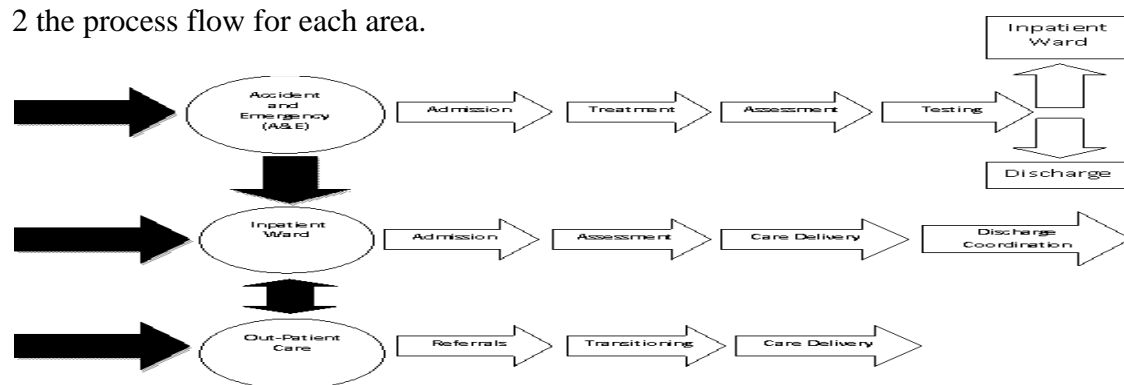 2 the process flow for each area.
Inpatient
Ward
Accident
and
Emergency
(A&E)
Admission
Treatment
Assessment
Testing
Discharge
Inpatient
Ward
Admission
Assessment
Care Delivery
Discharge
Coordination
Out-Patient
Care
Referrals
Transitioning
Care Delivery